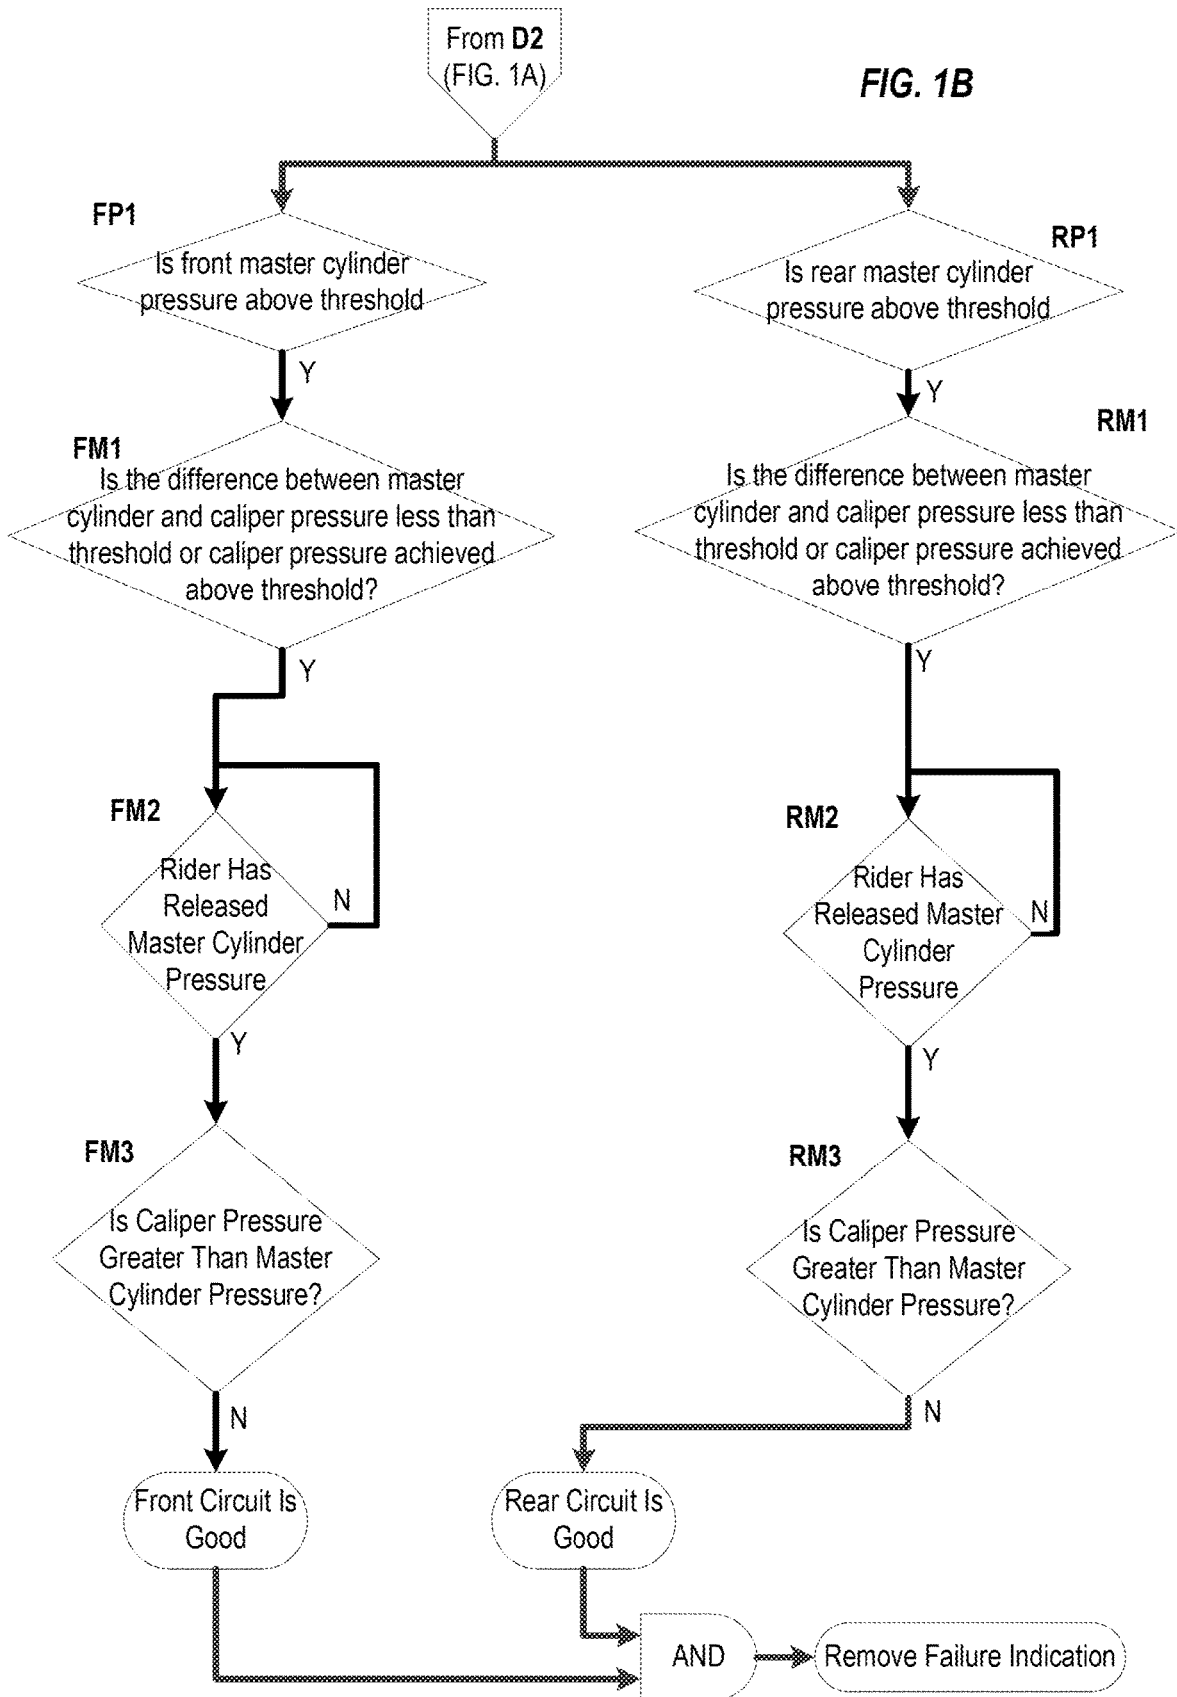 From D2
(FIG. 1A)
FIG. 1B
FP1
Is front master cylinder
pressure above threshold
Y
RP1
Is rear master cylinder
pressure above threshold
Y
FM1
Is the difference between master
cylinder and caliper pressure less than
threshold or caliper pressure achieved
above threshold?
Y
RM1
Is the difference between master
cylinder and caliper pressure less than
threshold or caliper pressure achieved
above threshold?
Y
FM2
Rider Has
Released
Master Cylinder
Pressure
N
Y
RM2
Rider Has
Released Master
Cylinder
Pressure
N
Y
FM3
Is Caliper Pressure
Greater Than Master
Cylinder Pressure?
N
RM3
Is Caliper Pressure
Greater Than Master
Cylinder Pressure?
N
Front Circuit Is
Good
Rear Circuit Is
Good
AND
Remove Failure Indication